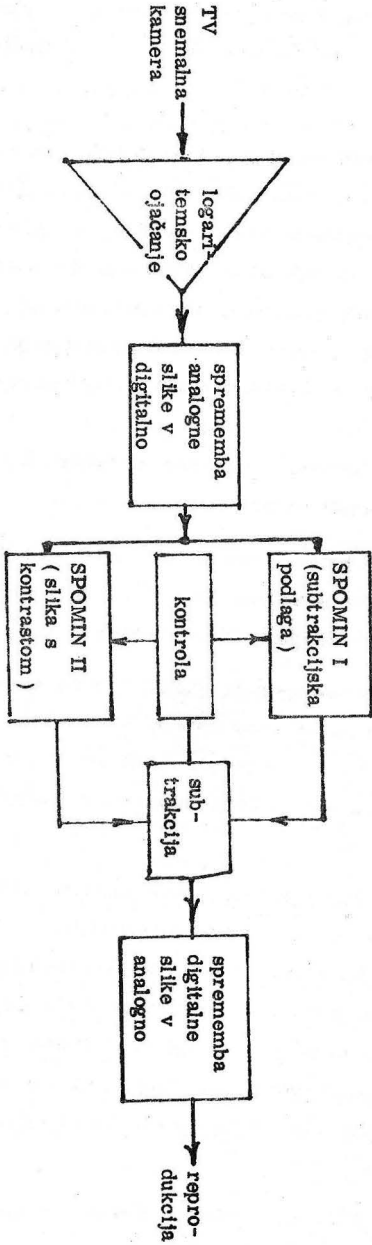 TV
snemalna
kamera
logari-
temsko
ojačanje
sprememba
analogne
slike v
digitalno
SPOMIN I
(subtrakcijska
podlaga )
kontrola
SPOMIN II
( slika s
kontrastom )
sub-
trakcija
sprememba
digitalne
slike v
analogno
repro-
dukcija